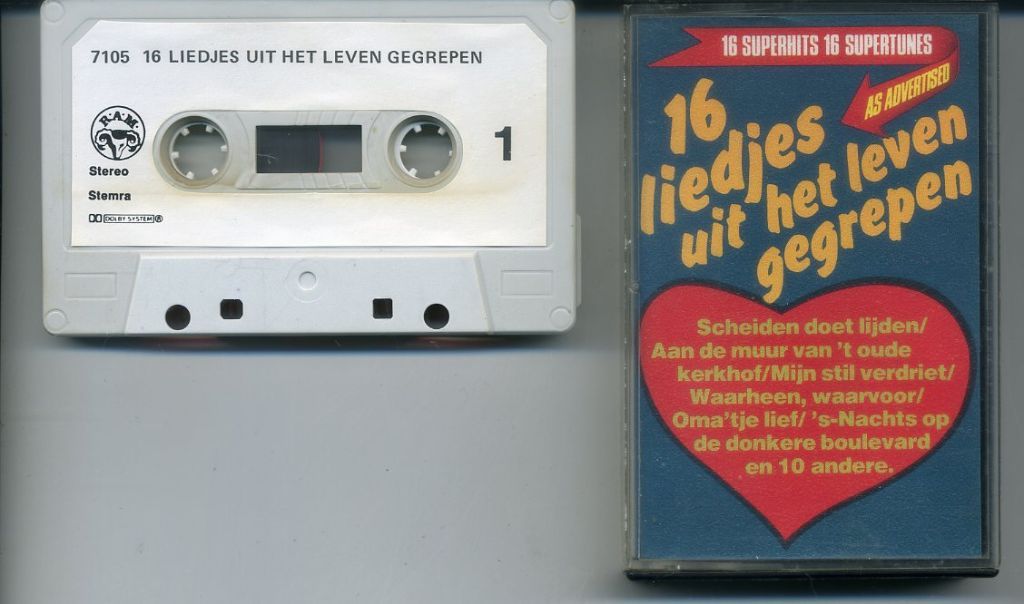 7105 16 LIEDJES UIT HET LEVEN GEGREPEN
R.A.M.
Stereo
Stemra
DOLBY SYSTEM®
1
16 SUPERHITS 16 SUPERTUNES
AS ADVERTISED
16
liedjes
uit het leven
gegrepen
Scheiden doet lijden/
Aan de muur van 't oude
kerkhof/Mijn stil verdriet/
Waarheen, waarvoor/
Oma'tje lief/ 's-Nachts op
de donkere boulevard
en 10 andere.